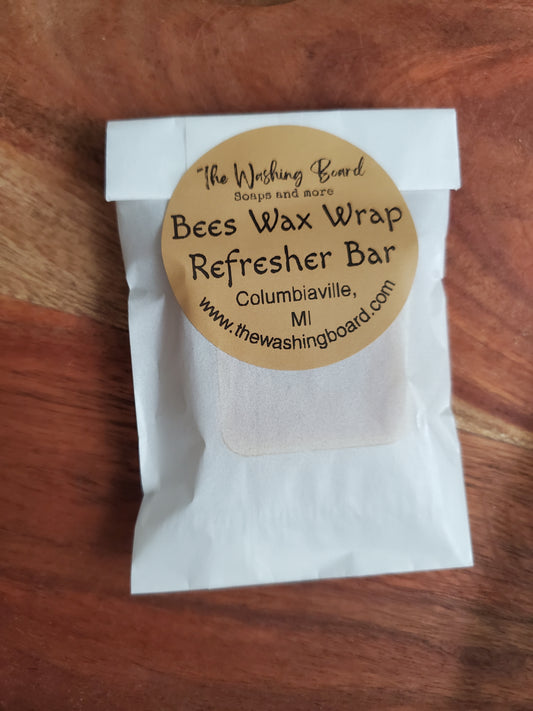 The Washing Board
Soaps and more
Bees Wax Wrap
Refresher Bar
Columbiaville,
MI
www.thewashingboard.com